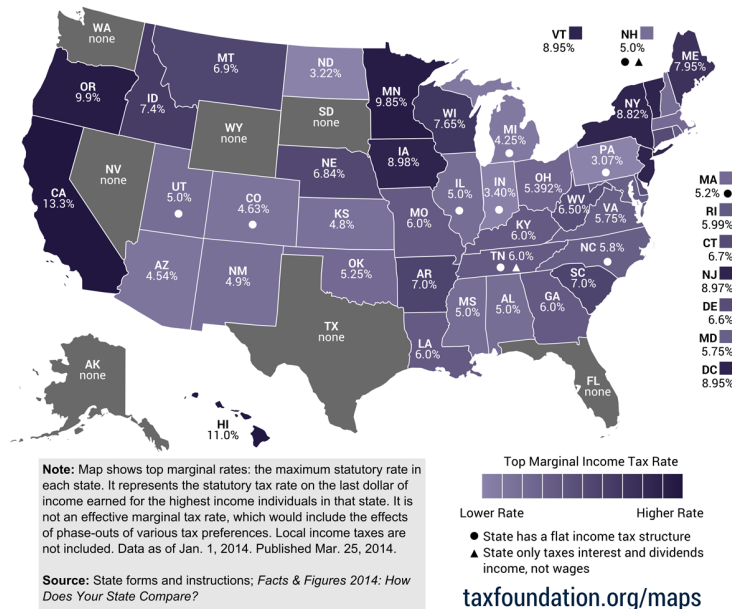 WA
none
MT
6.9%
ND
3.22%
VT
8.95%
NH
5.0%
ME
7.95%
OR
9.9%
ID
7.4%
MN
9.85%
WI
7.65%
NY
8.82%
SD
none
WY
none
MI
4.25%
IA
8.98%
NE
6.84%
PA
3.07%
NV
none
CA
13.3%
UT
5.0%
CO
4.63%
IL
5.0%
IN
3.40%
OH
5.392%
WV
6.50%
VA
5.75%
MA
5.2%
RI
5.99%
CT
6.7%
NJ
8.97%
DE
6.6%
MD
5.75%
DC
8.95%
KS
4.8%
MO
6.0%
KY
6.0%
NC 5.8%
TN 6.0%
AZ
4.54%
NM
4.9%
OK
5.25%
AR
7.0%
SC
7.0%
MS
5.0%
AL
5.0%
GA
6.0%
TX
none
LA
6.0%
AK
none
FL
none
HI
11.0%
Note: Map shows top marginal rates: the maximum statutory rate in
each state. It represents the statutory tax rate on the last dollar of
income earned for the highest income individuals in that state. It is
not an effective marginal tax rate, which would include the effects
of phase-outs of various tax preferences. Local income taxes are
not included. Data as of Jan. 1, 2014. Published Mar. 25, 2014.
Source: State forms and instructions; Facts & Figures 2014: How
Does Your State Compare?
Top Marginal Income Tax Rate
Lower Rate
Higher Rate
● State has a flat income tax structure
▲ State only taxes interest and dividends
income, not wages
taxfoundation.org/maps